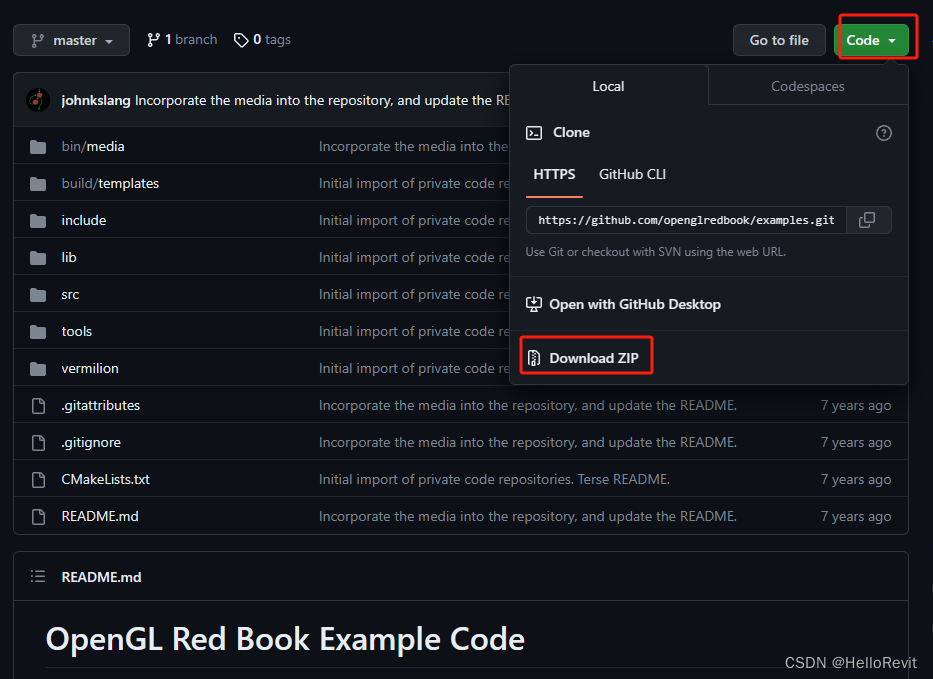 master
1 branch
0 tags
Go to file
Code
johnkslang Incorporate the media into the repository, and update the RE
Local
Codespaces
Clone
HTTPS
GitHub CLI
https://github.com/openglredbook/examples.git
Use Git or checkout with SVN using the web URL.
Open with GitHub Desktop
Download ZIP
bin/media Incorporate the media into the
build/templates Initial import of private code re
include Initial import of private code re
lib Initial import of private code re
src Initial import of private code re
tools Initial import of private code re
vermilion Initial import of private code re
.gitattributes Incorporate the media into the repository, and update the README. 7 years ago
.gitignore Incorporate the media into the repository, and update the README. 7 years ago
CMakeLists.txt Initial import of private code repositories. Terse README. 7 years ago
README.md Incorporate the media into the repository, and update the README. 7 years ago
README.md
OpenGL Red Book Example Code
CSDN @HelloRevit